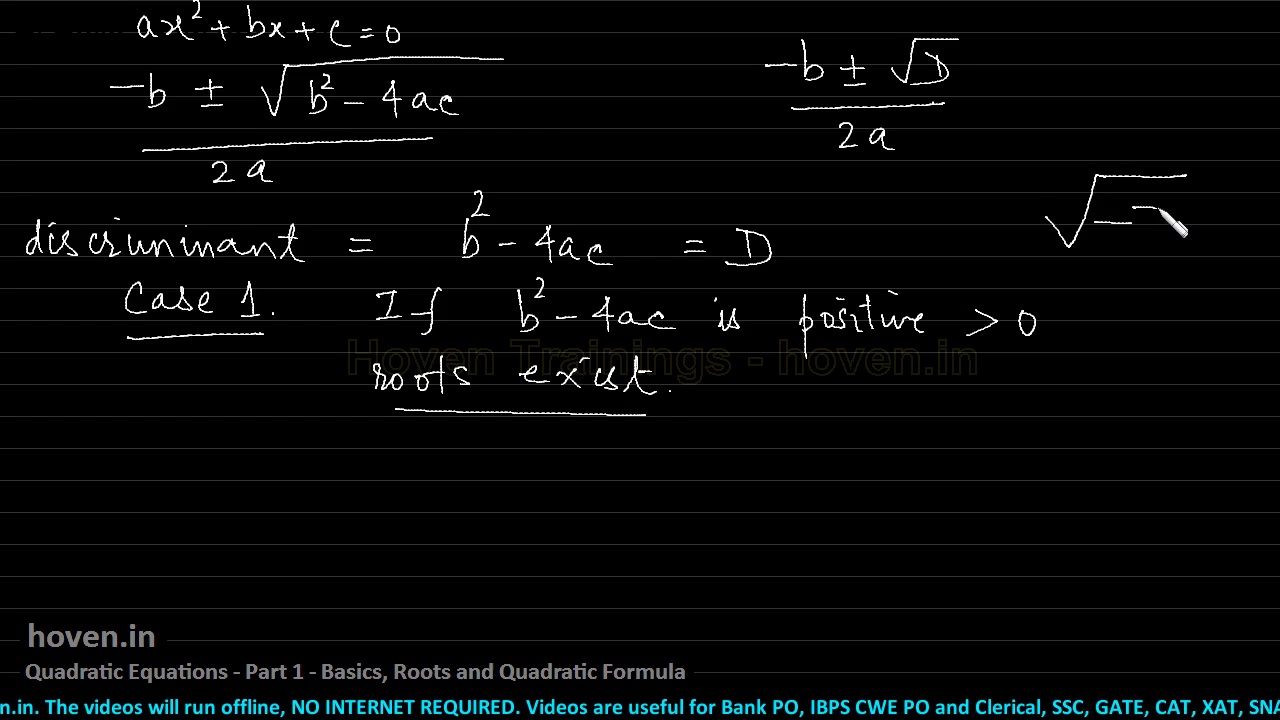 ax² + bx + c = 0
-b ± √(b² - 4ac)
2a
-b ± √D
2a
√-
discriminant = b² - 4ac = D
Case 1. If b² - 4ac is positive > 0
Hoven Trainings - hoven.in
roots exist.
hoven.in
Quadratic Equations - Part 1 - Basics, Roots and Quadratic Formula
n.in. The videos will run offline, NO INTERNET REQUIRED. Videos are useful for Bank PO, IBPS CWE PO and Clerical, SSC, GATE, CAT, XAT, SNA